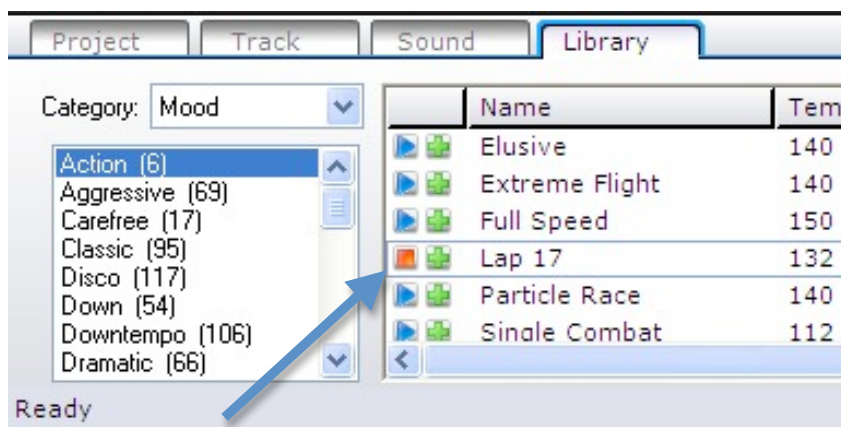 Project Track Sound Library
Category: Mood
Action (6)
Aggressive (69)
Carefree (17)
Classic (95)
Disco (117)
Down (54)
Downtempo (106)
Dramatic (66)
Name Tem
Elusive 140
Extreme Flight 140
Full Speed 150
Lap 17 132
Particle Race 140
Single Combat 112
Ready